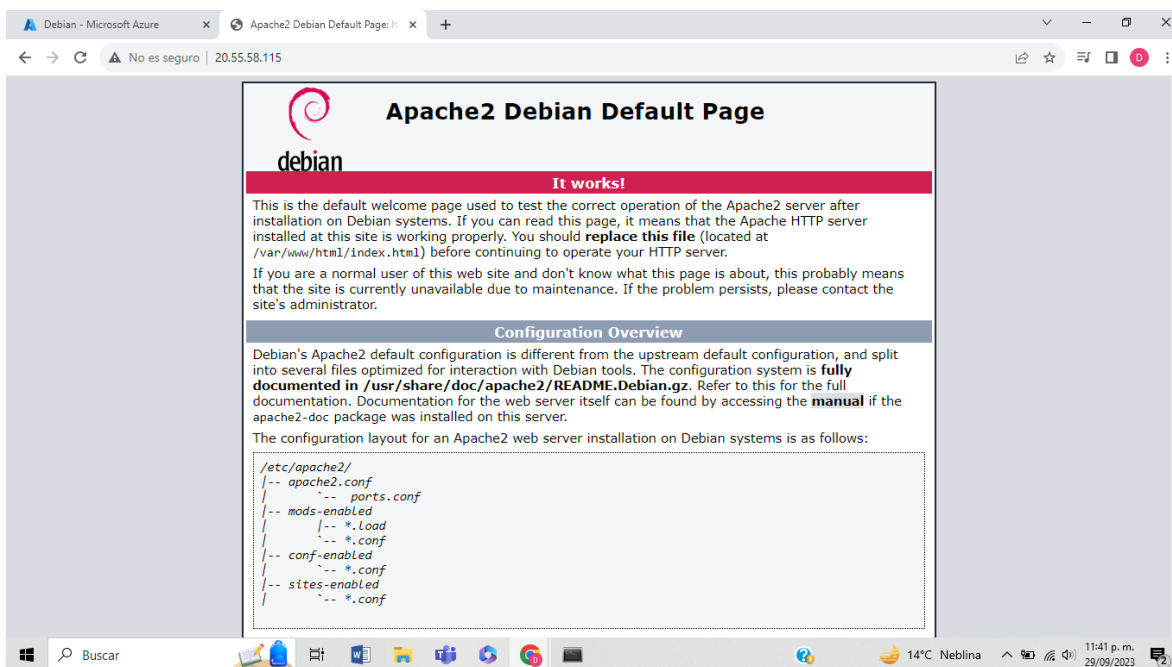 Debian - Microsoft Azure
Apache2 Debian Default Page: It
No es seguro
20.55.58.115
D
debian
Apache2 Debian Default Page
It works!
This is the default welcome page used to test the correct operation of the Apache2 server after
installation on Debian systems. If you can read this page, it means that the Apache HTTP server
installed at this site is working properly. You should replace this file (located at
/var/www/html/index.html) before continuing to operate your HTTP server.
If you are a normal user of this web site and don't know what this page is about, this probably means
that the site is currently unavailable due to maintenance. If the problem persists, please contact the
site's administrator.
Configuration Overview
Debian's Apache2 default configuration is different from the upstream default configuration, and split
into several files optimized for interaction with Debian tools. The configuration system is fully
documented in /usr/share/doc/apache2/README.Debian.gz. Refer to this for the full
documentation. Documentation for the web server itself can be found by accessing the manual if the
apache2-doc package was installed on this server.
The configuration layout for an Apache2 web server installation on Debian systems is as follows:
/etc/apache2/
|-- apache2.conf
|       `--  ports.conf
|-- mods-enabled
|       |-- *.load
|       `-- *.conf
|-- conf-enabled
|       `-- *.conf
|-- sites-enabled
|       `-- *.conf
Buscar
14°C Neblina
11:41 p. m.
29/09/2023